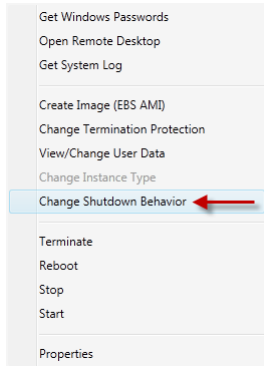 Get Windows Passwords
Open Remote Desktop
Get System Log
Create Image (EBS AMI)
Change Termination Protection
View/Change User Data
Change Instance Type
Change Shutdown Behavior
Terminate
Reboot
Stop
Start
Properties